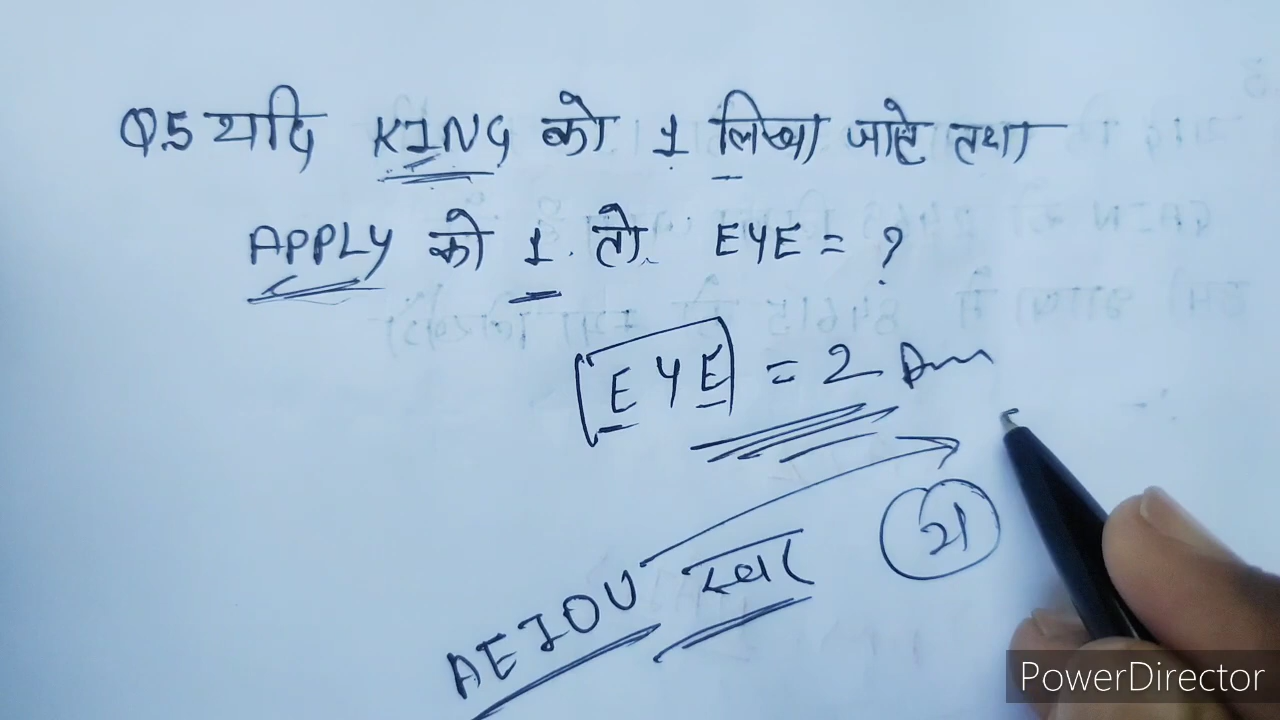 Q5 यदि KING को 1 लिखा जाए तथा
APPLY को 1. तो EYE = ?
EYE = 2 Ans
AEIOU स्वर
PowerDirector